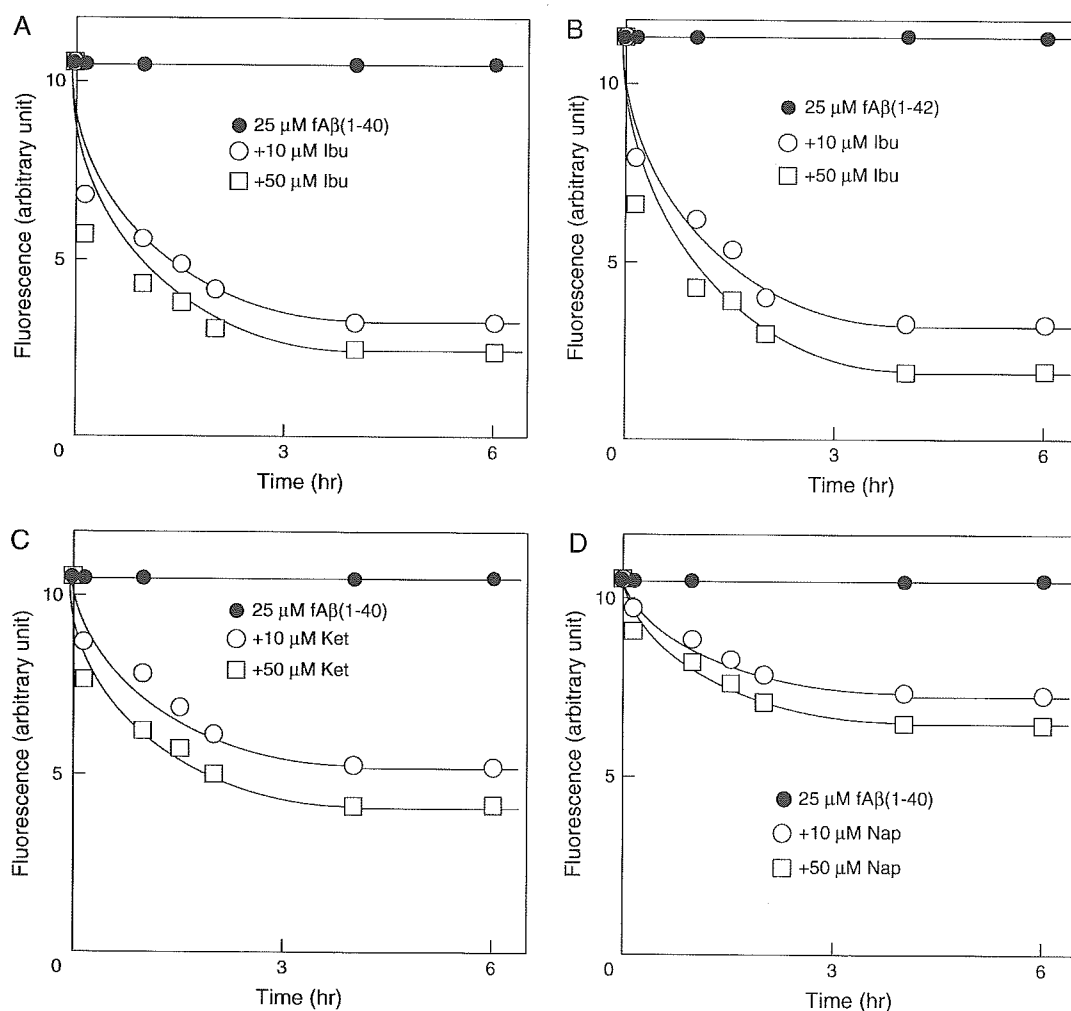 A
Fluorescence (arbitrary unit)
10
5
0
3
6
Time (hr)
25 μM fAβ(1-40)
+10 μM Ibu
+50 μM Ibu
B
Fluorescence (arbitrary unit)
10
5
0
3
6
Time (hr)
25 μM fAβ(1-42)
+10 μM Ibu
+50 μM Ibu
C
Fluorescence (arbitrary unit)
10
5
0
3
6
Time (hr)
25 μM fAβ(1-40)
+10 μM Ket
+50 μM Ket
D
Fluorescence (arbitrary unit)
10
5
0
3
6
Time (hr)
25 μM fAβ(1-40)
+10 μM Nap
+50 μM Nap